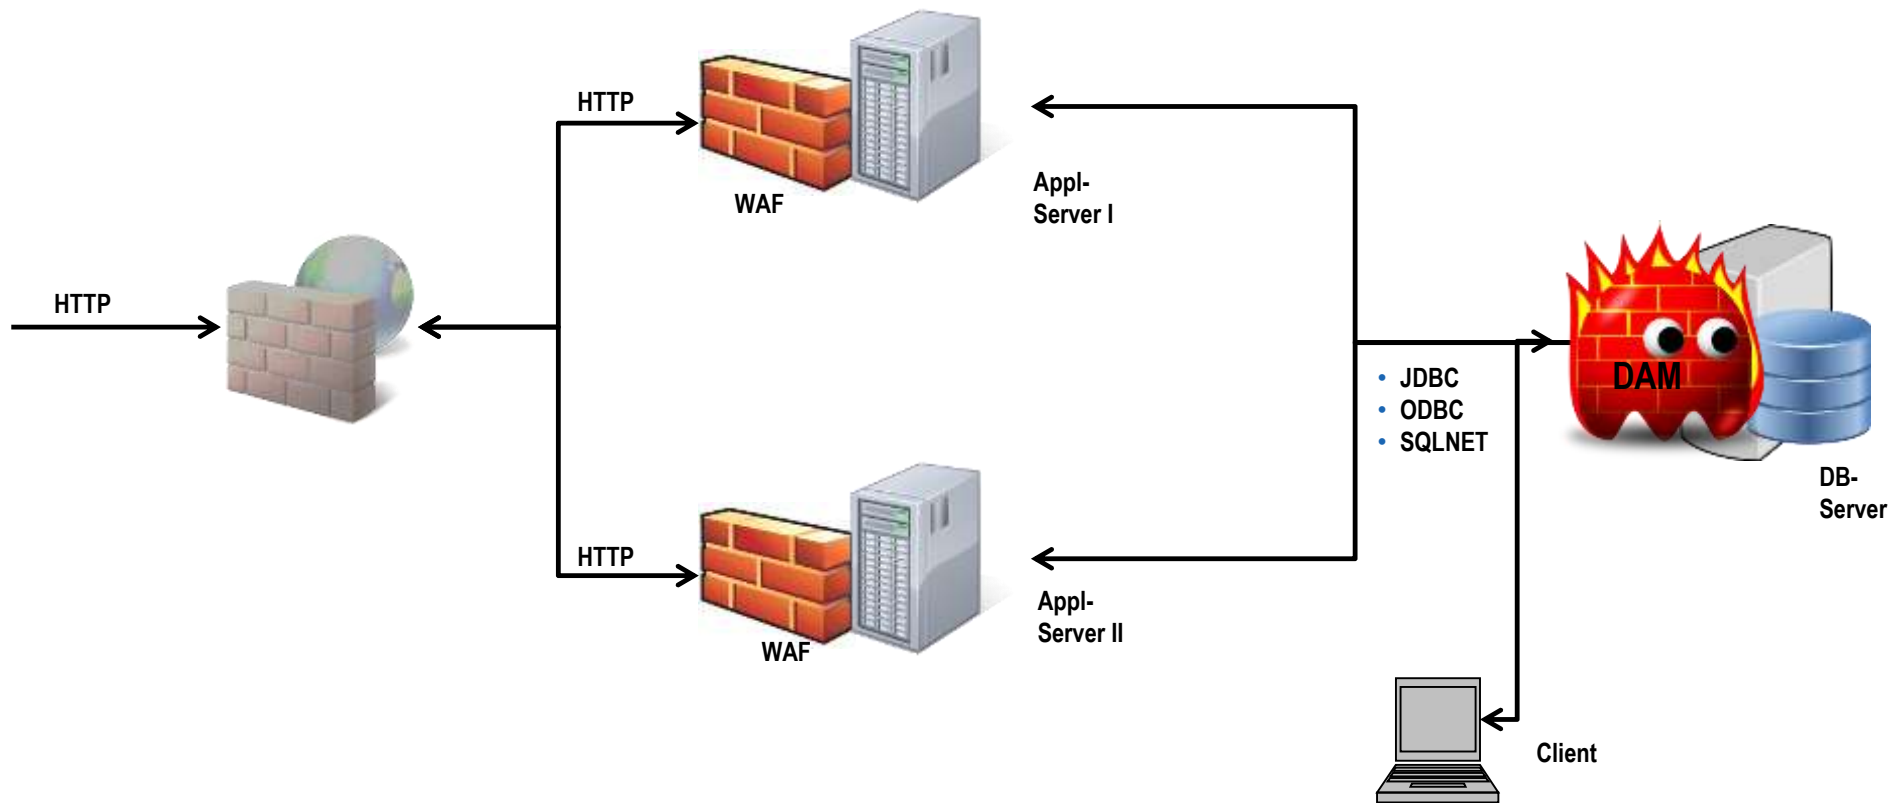 HTTP
HTTP
WAF
Appl-
Server I
HTTP
WAF
Appl-
Server II
• JDBC
• ODBC
• SQLNET
DAM
DB-
Server
Client